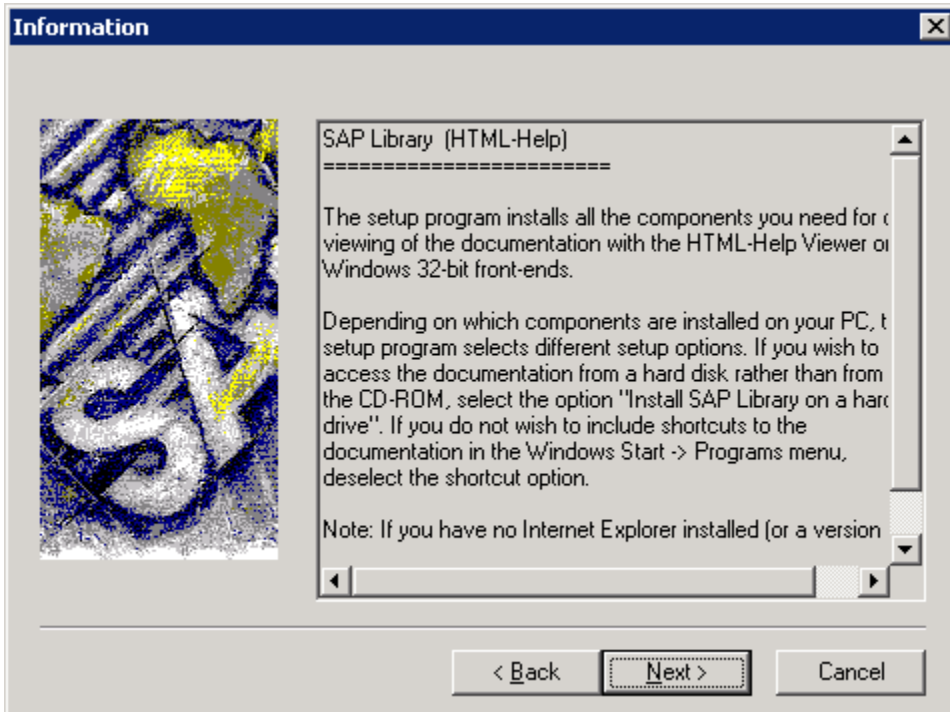 Information
SAP Library (HTML-Help)
========================
The setup program installs all the components you need for
viewing of the documentation with the HTML-Help Viewer
Windows 32-bit front-ends.
Depending on which components are installed on your PC,
setup program selects different setup options. If you wish to
access the documentation from a hard disk rather than from
the CD-ROM, select the option "Install SAP Library on a
drive". If you do not wish to include shortcuts to the
documentation in the Windows Start -> Programs menu,
deselect the shortcut option.
Note: If you have no Internet Explorer installed (or a version
< Back
Next >
Cancel